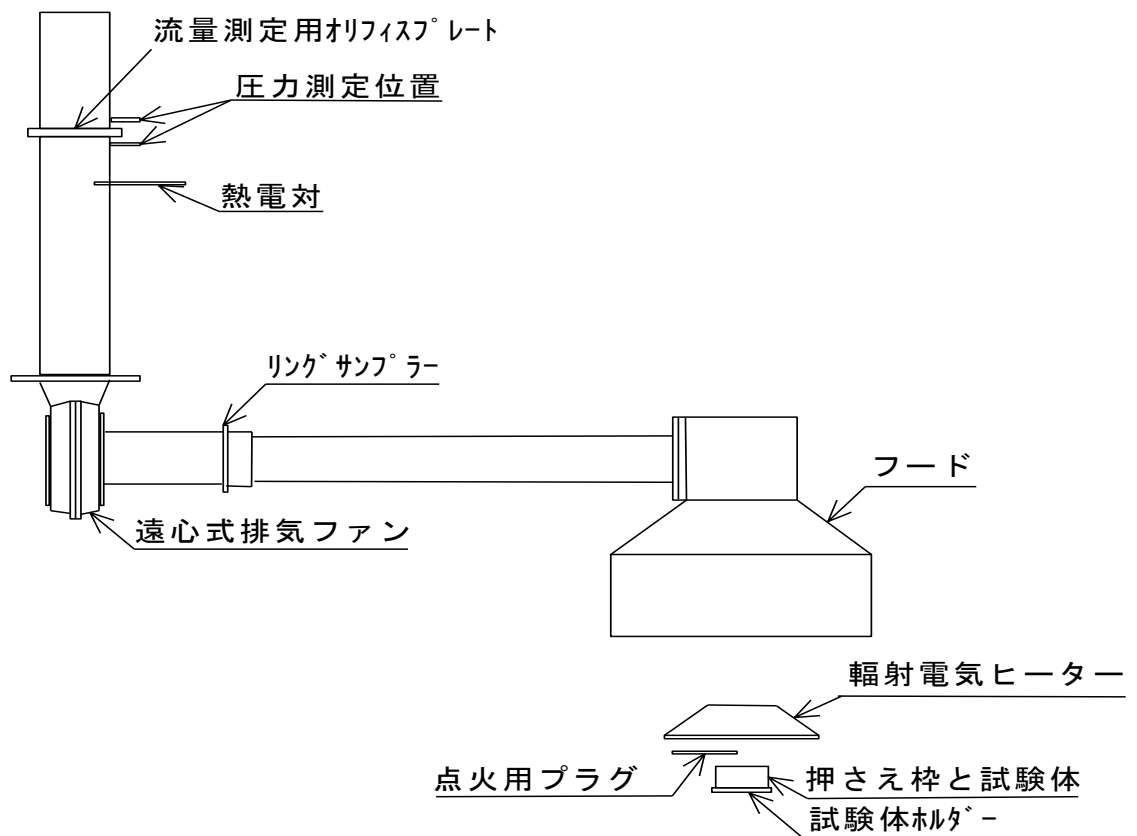 流量測定用ｵﾘﾌｨｽﾌﾟﾚｰﾄ
圧力測定位置
熱電対
ﾘﾝｸﾞｻﾝﾌﾟﾗｰ
フード
遠心式排気ファン
輻射電気ヒーター
点火用プラグ
押さえ枠と試験体
試験体ﾎﾙﾀﾞｰ